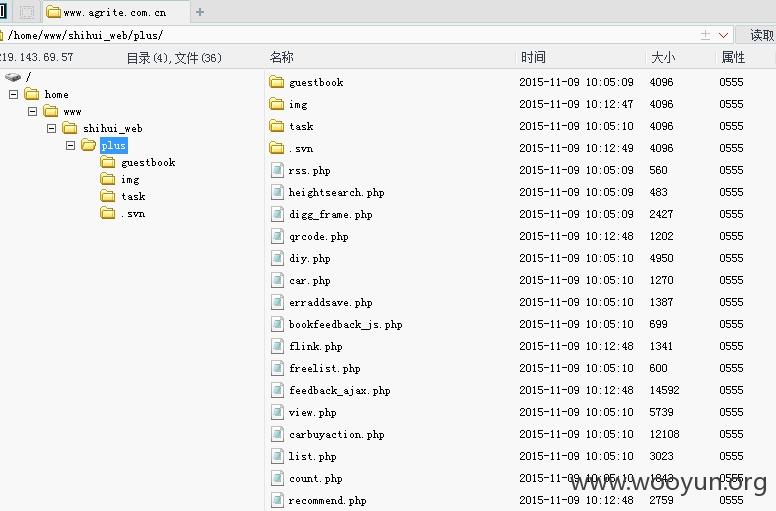 www.agrite.com.cn
/home/www/shihui_web/plus/
读取
219.143.69.57 目录(4),文件(36)
名称 时间 大小 属性
/
home
www
shihui_web
plus
guestbook
img
task
.svn
guestbook 2015-11-09 10:05:09 4096 0555
img 2015-11-09 10:12:47 4096 0555
task 2015-11-09 10:05:10 4096 0555
.svn 2015-11-09 10:12:49 4096 0555
rss.php 2015-11-09 10:05:09 560 0555
heightsearch.php 2015-11-09 10:05:09 483 0555
digg_frame.php 2015-11-09 10:05:09 2427 0555
qrcode.php 2015-11-09 10:12:48 1202 0555
diy.php 2015-11-09 10:05:10 4950 0555
car.php 2015-11-09 10:05:10 1270 0555
erraddsave.php 2015-11-09 10:05:10 1387 0555
bookfeedback_js.php 2015-11-09 10:05:10 699 0555
flink.php 2015-11-09 10:12:48 1341 0555
freelist.php 2015-11-09 10:05:10 600 0555
feedback_ajax.php 2015-11-09 10:12:48 14592 0555
view.php 2015-11-09 10:05:10 5739 0555
carbuyaction.php 2015-11-09 10:05:10 12108 0555
list.php 2015-11-09 10:05:10 3023 0555
count.php 2015-11-09 10:05:10 1843 0555
recommend.php 2015-11-09 10:12:48 2759 0555
www.wooyun.org